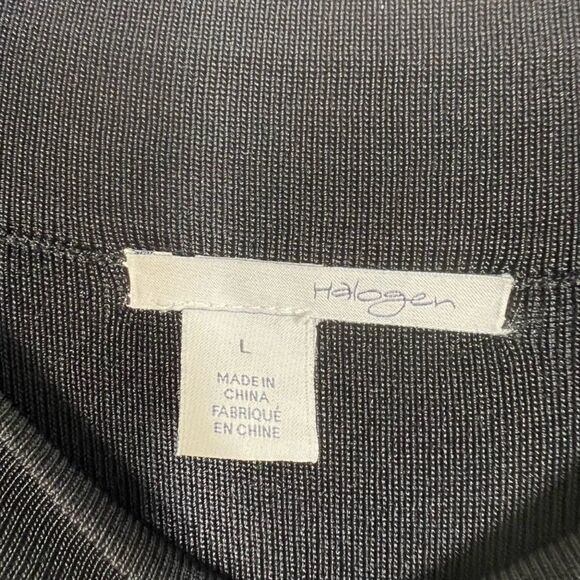 Halogen
L
MADE IN
CHINA
FABRIQUÉ
EN CHINE